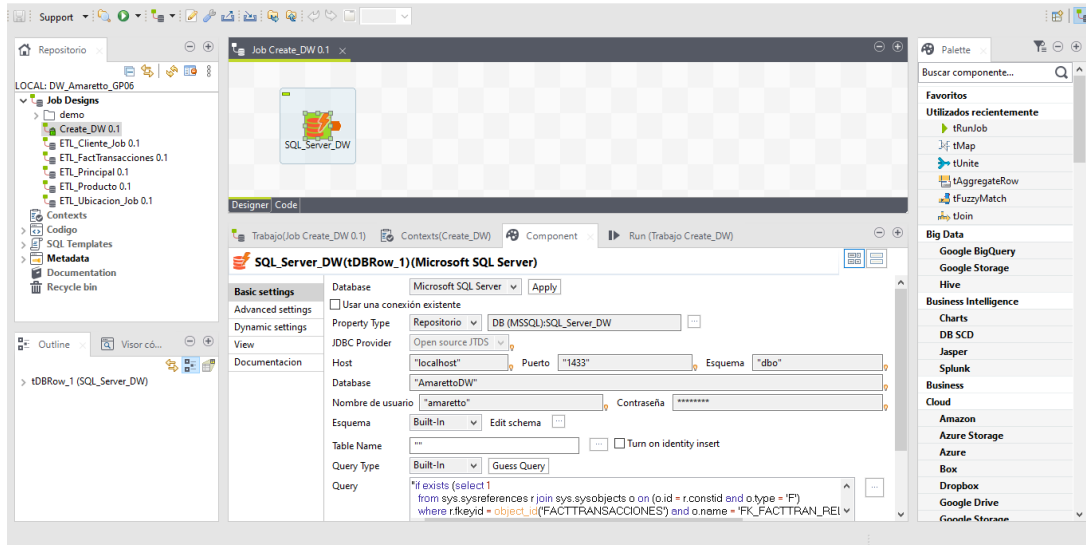 Support
Repositorio
LOCAL: DW_Amaretto_GP06
Job Designs
demo
Create_DW 0.1
ETL_Cliente_Job 0.1
ETL_FactTransacciones 0.1
ETL_Principal 0.1
ETL_Producto 0.1
ETL_Ubicacion_Job 0.1
Contexts
Codigo
SQL Templates
Metadata
Documentation
Recycle bin
Outline
Visor có...
tDBRow_1 (SQL_Server_DW)
Job Create_DW 0.1
SQL_Server_DW
Designer Code
Trabajo(Job Create_DW 0.1) Contexts(Create_DW) Component Run (Trabajo Create_DW)
SQL_Server_DW(tDBRow_1)(Microsoft SQL Server)
Basic settings
Advanced settings
Dynamic settings
View
Documentacion
Database Microsoft SQL Server Apply
Usar una conexión existente
Property Type Repositorio DB (MSSQL):SQL_Server_DW ...
JDBC Provider Open source JTDS
Host "localhost" Puerto "1433" Esquema "dbo"
Database "AmarettoDW"
Nombre de usuario "amaretto" Contraseña ********
Esquema Built-In Edit schema ...
Table Name "" ... Turn on identity insert
Query Type Built-In Guess Query
Query "if exists (select 1 ...
from sys.sysreferences r join sys.sysobjects o on (o.id = r.constid and o.type = 'F')
where r.fkeyid = object_id('FACTTRANSACCIONES') and o.name = 'FK_FACTTRAN_REL
Palette
Buscar componente...
Favoritos
Utilizados recientemente
tRunJob
tMap
tUnite
tAggregateRow
tFuzzyMatch
tJoin
Big Data
Google BigQuery
Google Storage
Hive
Business Intelligence
Charts
DB SCD
Jasper
Splunk
Business
Cloud
Amazon
Azure Storage
Azure
Box
Dropbox
Google Drive
Google Storage